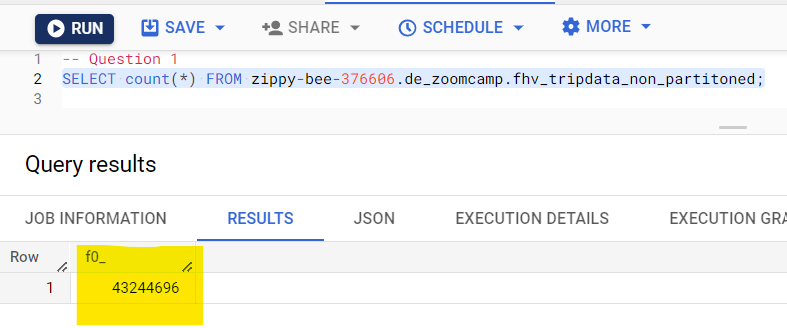 RUN SAVE SHARE SCHEDULE MORE
1 -- Question 1
2 SELECT count(*) FROM zippy-bee-376606.de_zoomcamp.fhv_tripdata_non_partitoned;
3
Query results
JOB INFORMATION RESULTS JSON EXECUTION DETAILS EXECUTION GRA
Row f0_
1 43244696